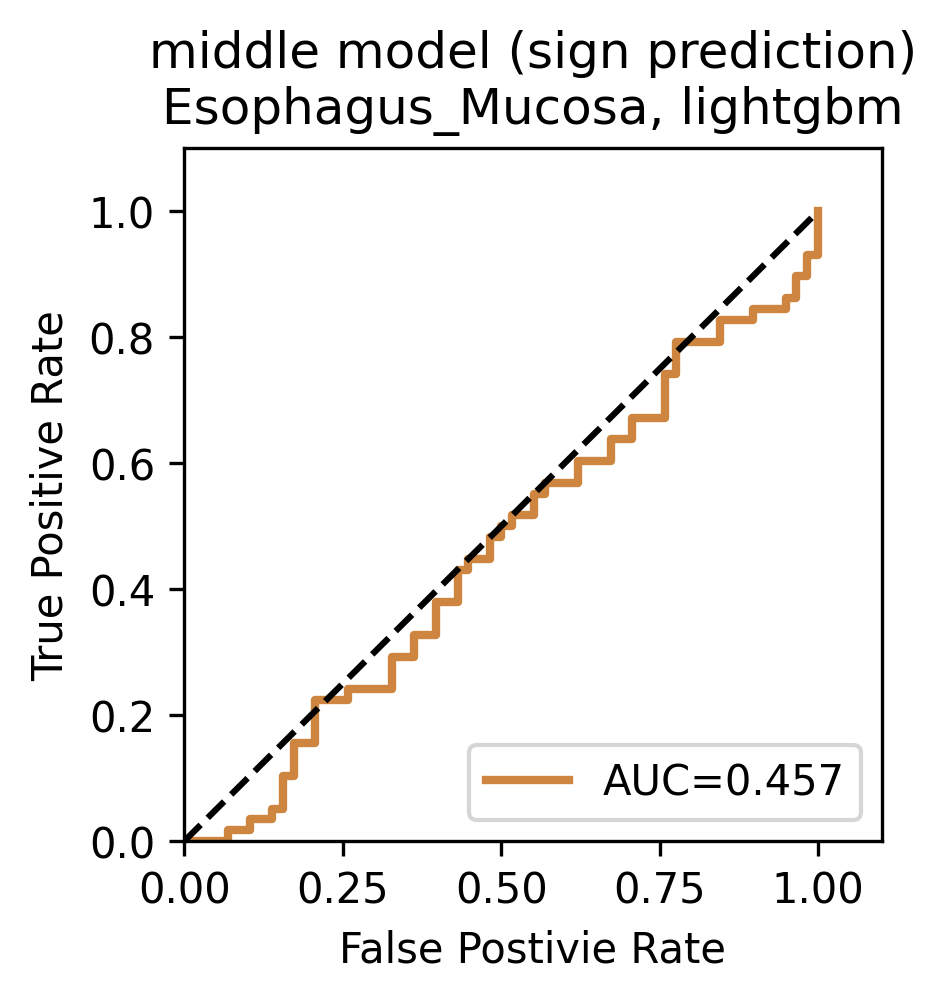 middle model (sign prediction)
Esophagus_Mucosa, lightgbm
True Positive Rate
1.0
0.8
0.6
0.4
0.2
0.0
AUC=0.457
0.00 0.25 0.50 0.75 1.00
False Postivie Rate